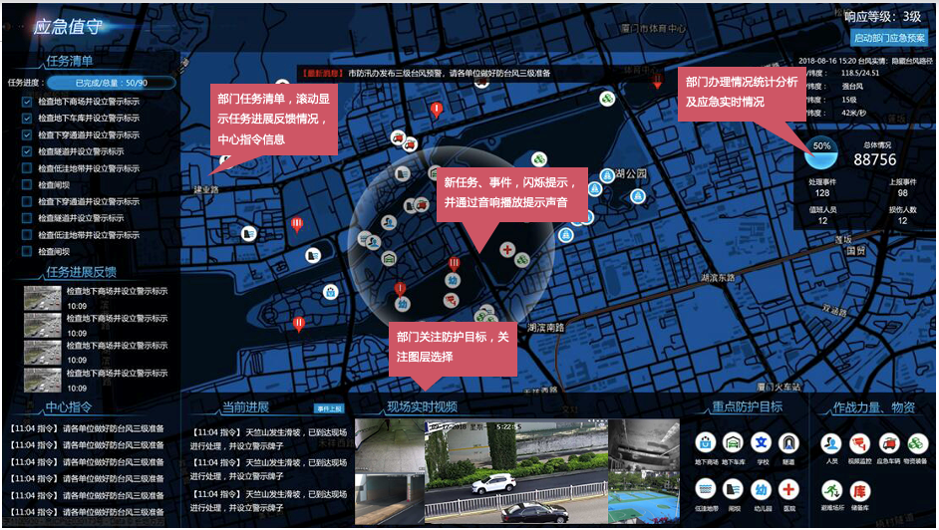 应急值守
响应等级：3级
启动部门应急预案
任务清单
任务进度：
已完成/总量：50/90
检查地下商场并设立警示标示
检查地下车库并设立警示标示
检查下穿通道并设立警示标示
检查隧道并设立警示标示
检查低洼地带并设立警示标示
检查闸坝
检查下穿通道并设立警示标示
检查隧道并设立警示标示
检查低洼地带并设立警示标示
检查闸坝
任务进展反馈
检查地下商场并设立警示标示
10:09
检查地下商场并设立警示标示
10:09
检查地下商场并设立警示标示
10:09
检查地下商场并设立警示标示
10:09
中心指令
【11:04 指令】 请各单位做好防台风三级准备
【11:04 指令】 请各单位做好防台风三级准备
【11:04 指令】 请各单位做好防台风三级准备
【11:04 指令】 请各单位做好防台风三级准备
【11:04 指令】 请各单位做好防台风三级准备
【11:04 指令】 请各单位做好防台风三级准备
厦门市体育中心
【最新消息】 市防汛办发布三级台风预警，请各单位做好防台风三级准备
部门任务清单，滚动显
示任务进展反馈情况，
中心指令信息
建业路
新任务、事件，闪烁提示，
并通过音响播放提示声音
部门关注防护目标，关
注图层选择
部门办理情况统计分析
及应急实时情况
湖公园
湖滨东路
湖滨南路
莲坂
国贸
厦门火车站
2018-08-16 15:20 台风实情：隐藏台风路径
纬度：
118.5/24.51
强台风
15级
42米/秒
50%
总体情况
88756
处理事件
128
上报事件
98
值班人员
12
损伤人数
12
当前进展
事件上报
【11:04 指令】 天竺山发生滑坡，已到达现场
进行处理，并设立警示牌子
【11:04 指令】 天竺山发生滑坡，已到达现场
进行处理，并设立警示牌子
【11:04 指令】 天竺山发生滑坡，已到达现场
进行处理，并设立警示牌子
现场实时视频
重点防护目标
地下商场
地下车库
学校
隧道
低洼地带
闸坝
幼儿园
医院
作战力量、物资
人员
视频监控
应急车辆
物资装备
避难场所
储备库